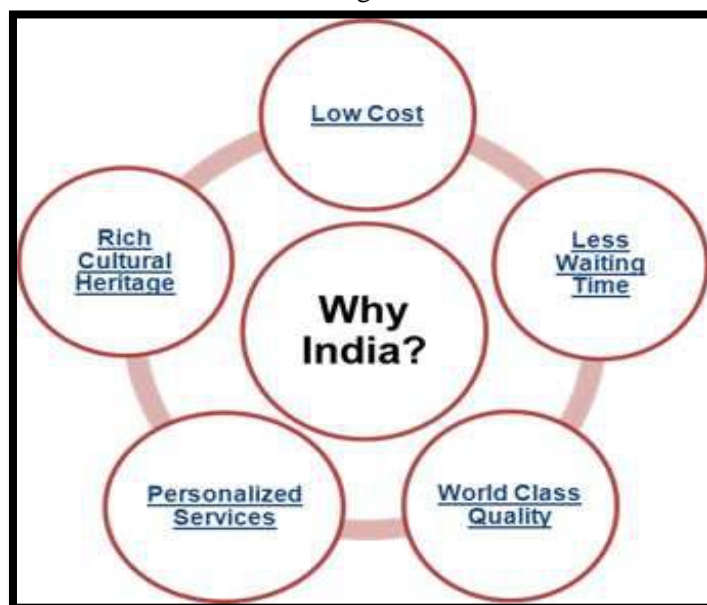 Low Cost
Less
Waiting
Time
World Class
Quality
Personalized
Services
Rich
Cultural
Heritage
Why
India?